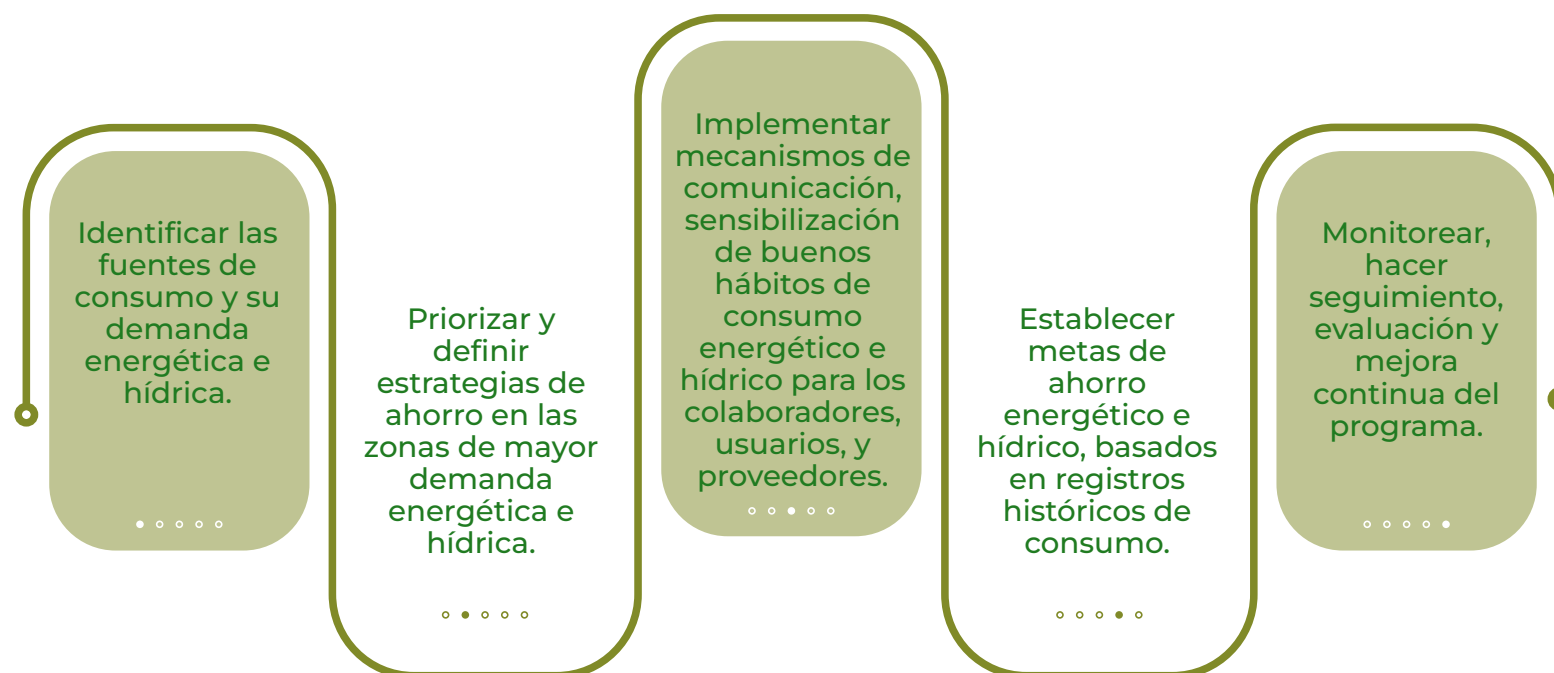 Identificar las
fuentes de
consumo y su
demanda
energética e
hídrica.
Priorizar y
definir
estrategias de
ahorro en las
zonas de mayor
demanda
energética e
hídrica.
Implementar
mecanismos de
comunicación,
sensibilización
de buenos
hábitos de
consumo
energético e
hídrico para los
colaboradores,
usuarios, y
proveedores.
Establecer
metas de
ahorro
energético e
hídrico, basados
en registros
históricos de
consumo.
Monitorear,
hacer
seguimiento,
evaluación y
mejora
continua del
programa.